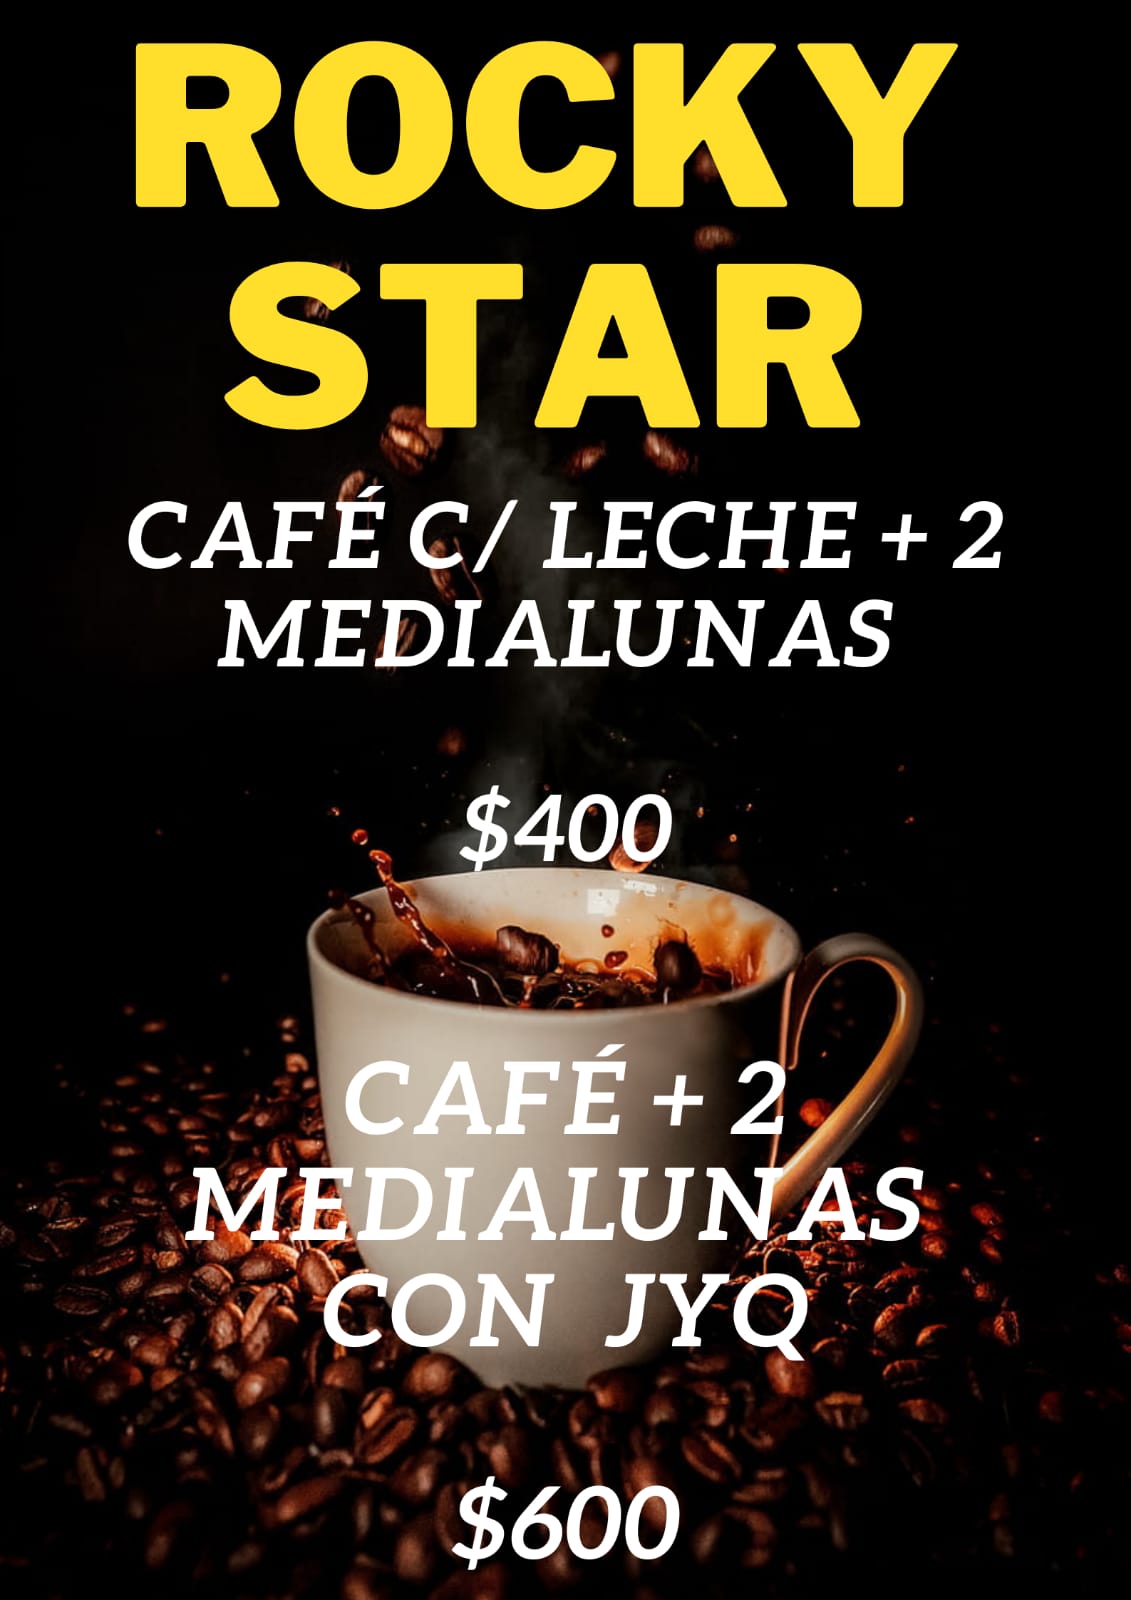 ROCKY
STAR
CAFÉ C/ LECHE + 2
MEDIALUNAS
$400
CAFÉ + 2
MEDIALUNAS
CON JYQ
$600